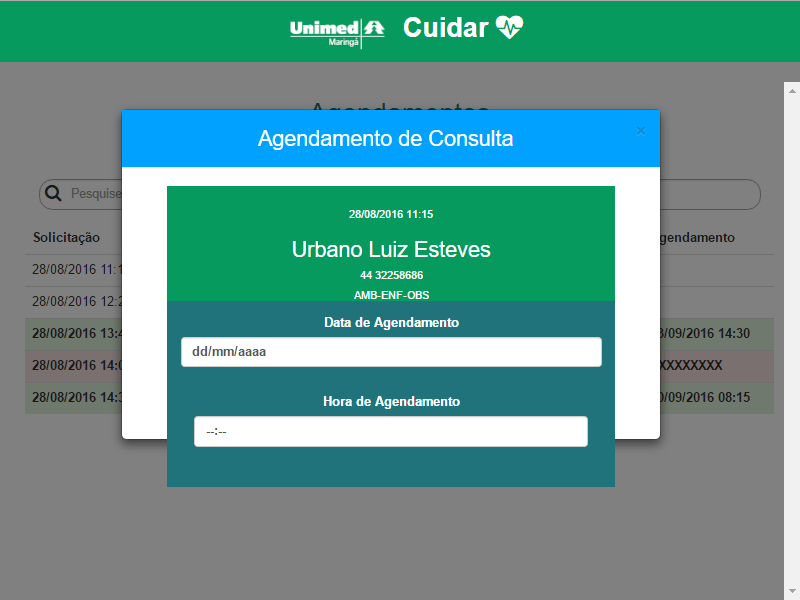 Unimed
Maringá
Cuidar
Agendamentos
Agendamento de Consulta
×
Pesquise
28/08/2016 11:15
Urbano Luiz Esteves
44 32258686
AMB-ENF-OBS
Data de Agendamento
dd/mm/aaaa
Hora de Agendamento
--:--
Solicitação
gendamento
28/08/2016 11:1
28/08/2016 12:2
28/08/2016 13:4
/09/2016 14:30
28/08/2016 14:0
XXXXXXXX
28/08/2016 14:3
/09/2016 08:15